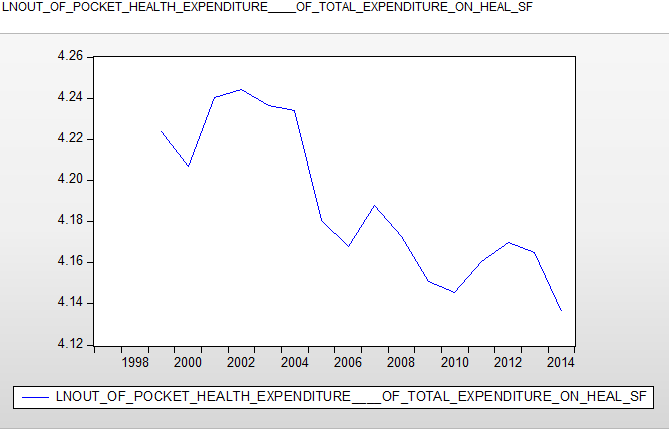 LNOUT_OF_POCKET_HEALTH_EXPENDITURE____OF_TOTAL_EXPENDITURE_ON_HEAL_SF
4.26
4.24
4.22
4.20
4.18
4.16
4.14
4.12
1998 2000 2002 2004 2006 2008 2010 2012 2014
LNOUT_OF_POCKET_HEALTH_EXPENDITURE____OF_TOTAL_EXPENDITURE_ON_HEAL_SF